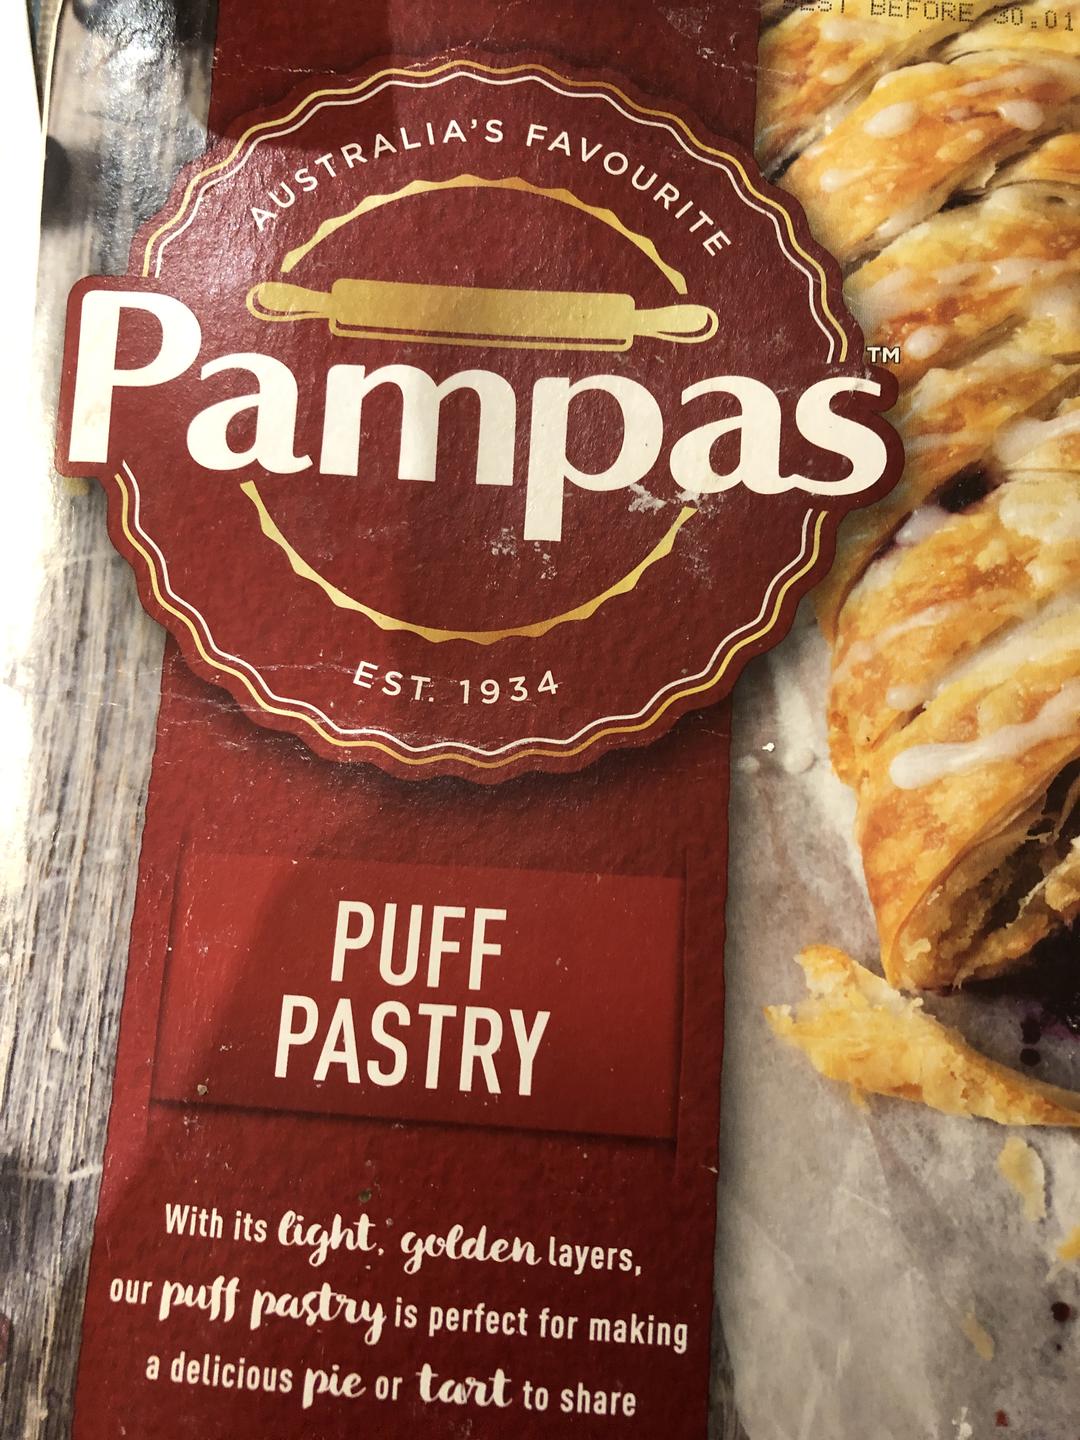 BEST BEFORE 30.01
AUSTRALIA'S FAVOURITE
Pampas™
EST. 1934
PUFF
PASTRY
With its light, golden layers,
our puff pastry is perfect for making
a delicious pie or tart to share